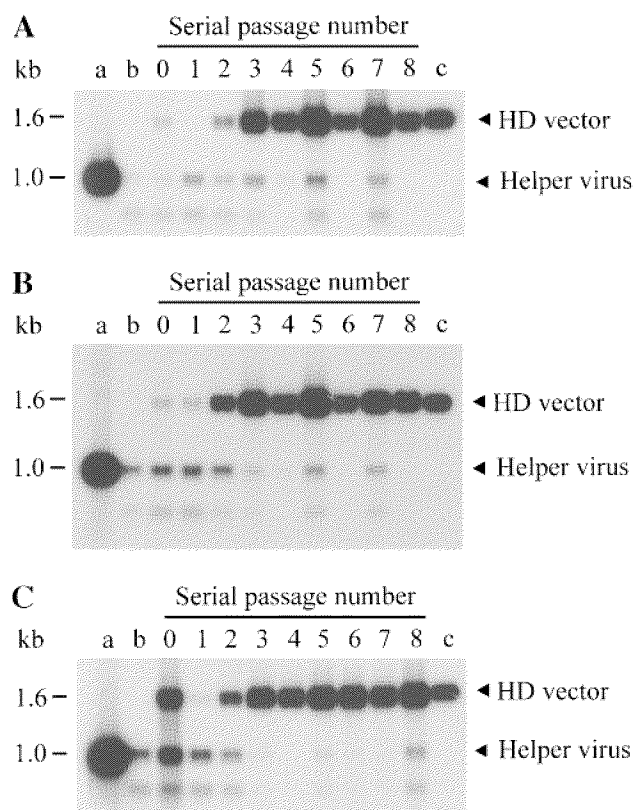 A
Serial passage number
kb a b 0 1 2 3 4 5 6 7 8 c
1.6
HD vector
1.0
Helper virus
B
Serial passage number
kb a b 0 1 2 3 4 5 6 7 8 c
1.6
HD vector
1.0
Helper virus
C
Serial passage number
kb a b 0 1 2 3 4 5 6 7 8 c
1.6
HD vector
1.0
Helper virus